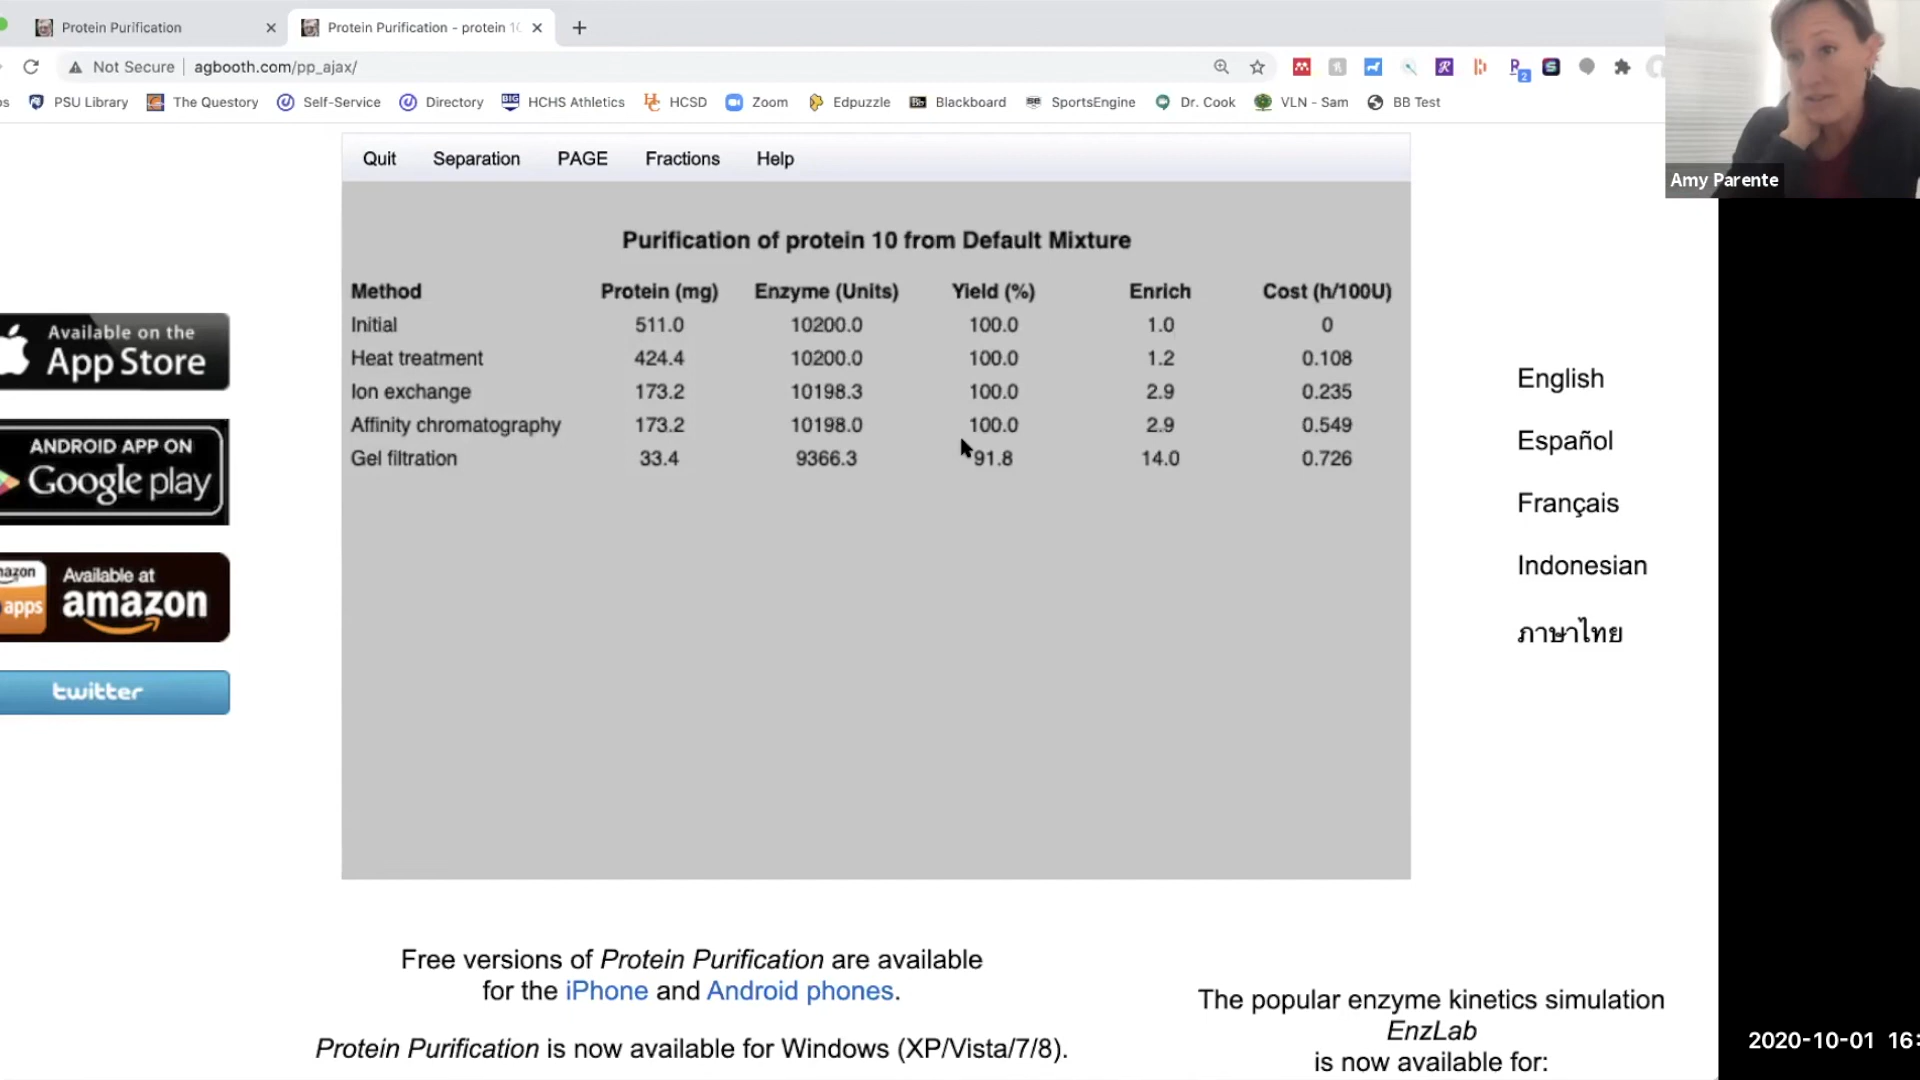 Protein Purification
Protein Purification - protein 10
Not Secure
agbooth.com/pp_ajax/
PSU Library
The Questory
Self-Service
Directory
BIG
HCHS Athletics
HCSD
Zoom
Edpuzzle
Bb
Blackboard
SportsEngine
Dr. Cook
VLN - Sam
BB Test
Amy Parente
Quit
Separation
PAGE
Fractions
Help
Purification of protein 10 from Default Mixture
Method Protein (mg) Enzyme (Units) Yield (%) Enrich Cost (h/100U)
Initial 511.0 10200.0 100.0 1.0 0
Heat treatment 424.4 10200.0 100.0 1.2 0.108
Ion exchange 173.2 10198.3 100.0 2.9 0.235
Affinity chromatography 173.2 10198.0 100.0 2.9 0.549
Gel filtration 33.4 9366.3 91.8 14.0 0.726
Available on the
App Store
ANDROID APP ON
Google play
apps
Available at
amazon
twitter
English
Español
Français
Indonesian
ภาษาไทย
Free versions of Protein Purification are available
for the iPhone and Android phones.
Protein Purification is now available for Windows (XP/Vista/7/8).
The popular enzyme kinetics simulation
EnzLab
is now available for:
2020-10-01 16: